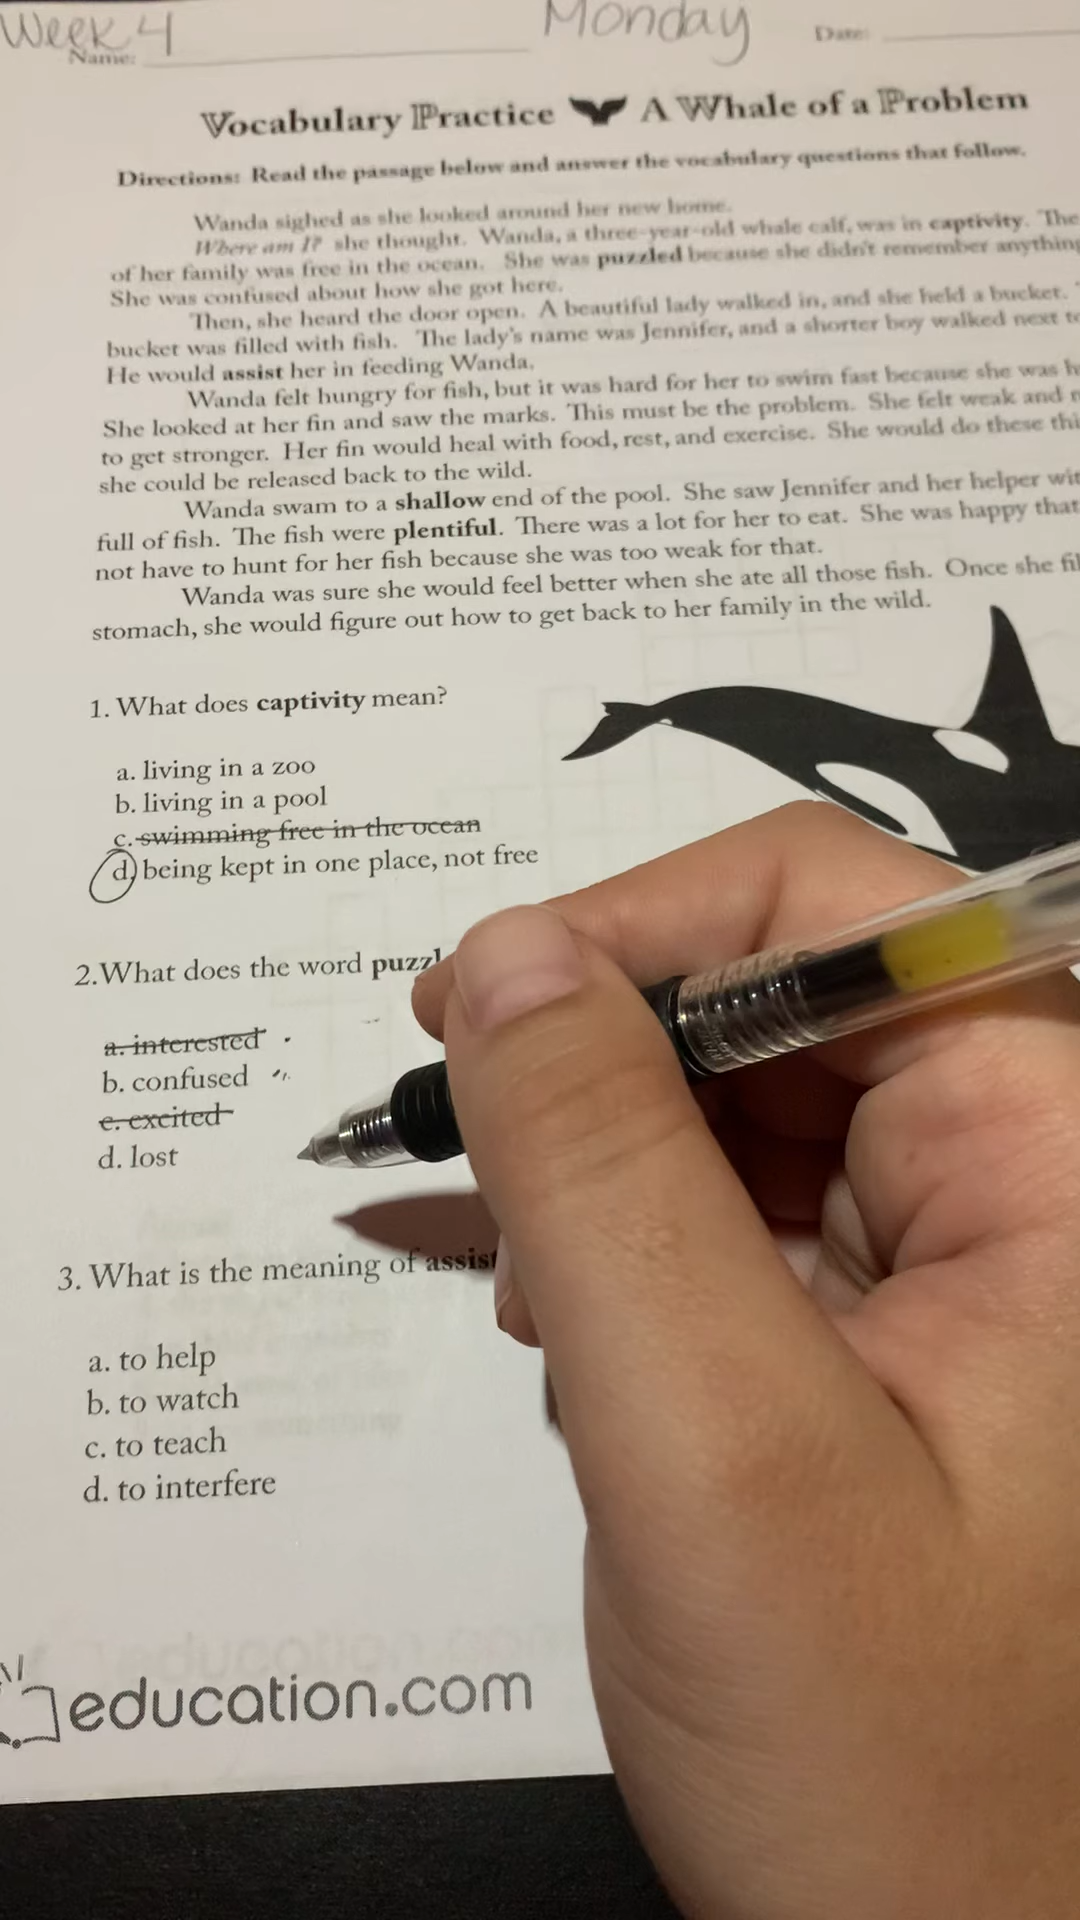 Week 4 Monday
Name: Date:
Vocabulary Practice A Whale of a Problem
Directions: Read the passage below and answer the vocabulary questions that follow.
Wanda sighed as she looked around her new home.
Where am I? she thought. Wanda, a three-year-old whale calf, was in captivity. The
of her family was free in the ocean. She was puzzled because she didn't remember anything
She was confused about how she got here.
Then, she heard the door open. A beautiful lady walked in, and she held a bucket.
bucket was filled with fish. The lady's name was Jennifer, and a shorter boy walked next to
He would assist her in feeding Wanda.
Wanda felt hungry for fish, but it was hard for her to swim fast because she was
She looked at her fin and saw the marks. This must be the problem. She felt weak and
to get stronger. Her fin would heal with food, rest, and exercise. She would do these
she could be released back to the wild.
Wanda swam to a shallow end of the pool. She saw Jennifer and her helper
full of fish. The fish were plentiful. There was a lot for her to eat. She was happy that
not have to hunt for her fish because she was too weak for that.
Wanda was sure she would feel better when she ate all those fish. Once she
stomach, she would figure out how to get back to her family in the wild.
1. What does captivity mean?
a. living in a zoo
b. living in a pool
c. swimming free in the ocean
d. being kept in one place, not free
2.What does the word puzzl
a. interested
b. confused
c. excited
d. lost
3. What is the meaning of assist
a. to help
b. to watch
c. to teach
d. to interfere
education.com